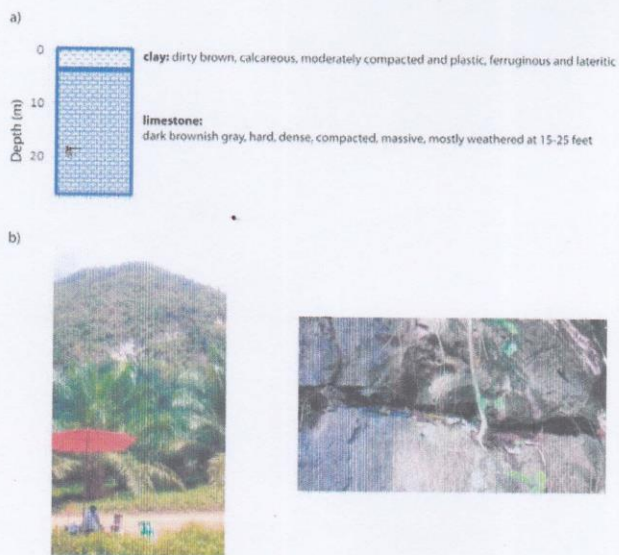 a)
0
clay: dirty brown, calcareous, moderately compacted and plastic, ferruginous and lateritic
10
Depth (m)
limestone:
dark brownish gray, hard, dense, compacted, massive, mostly weathered at 15-25 feet
20
b)